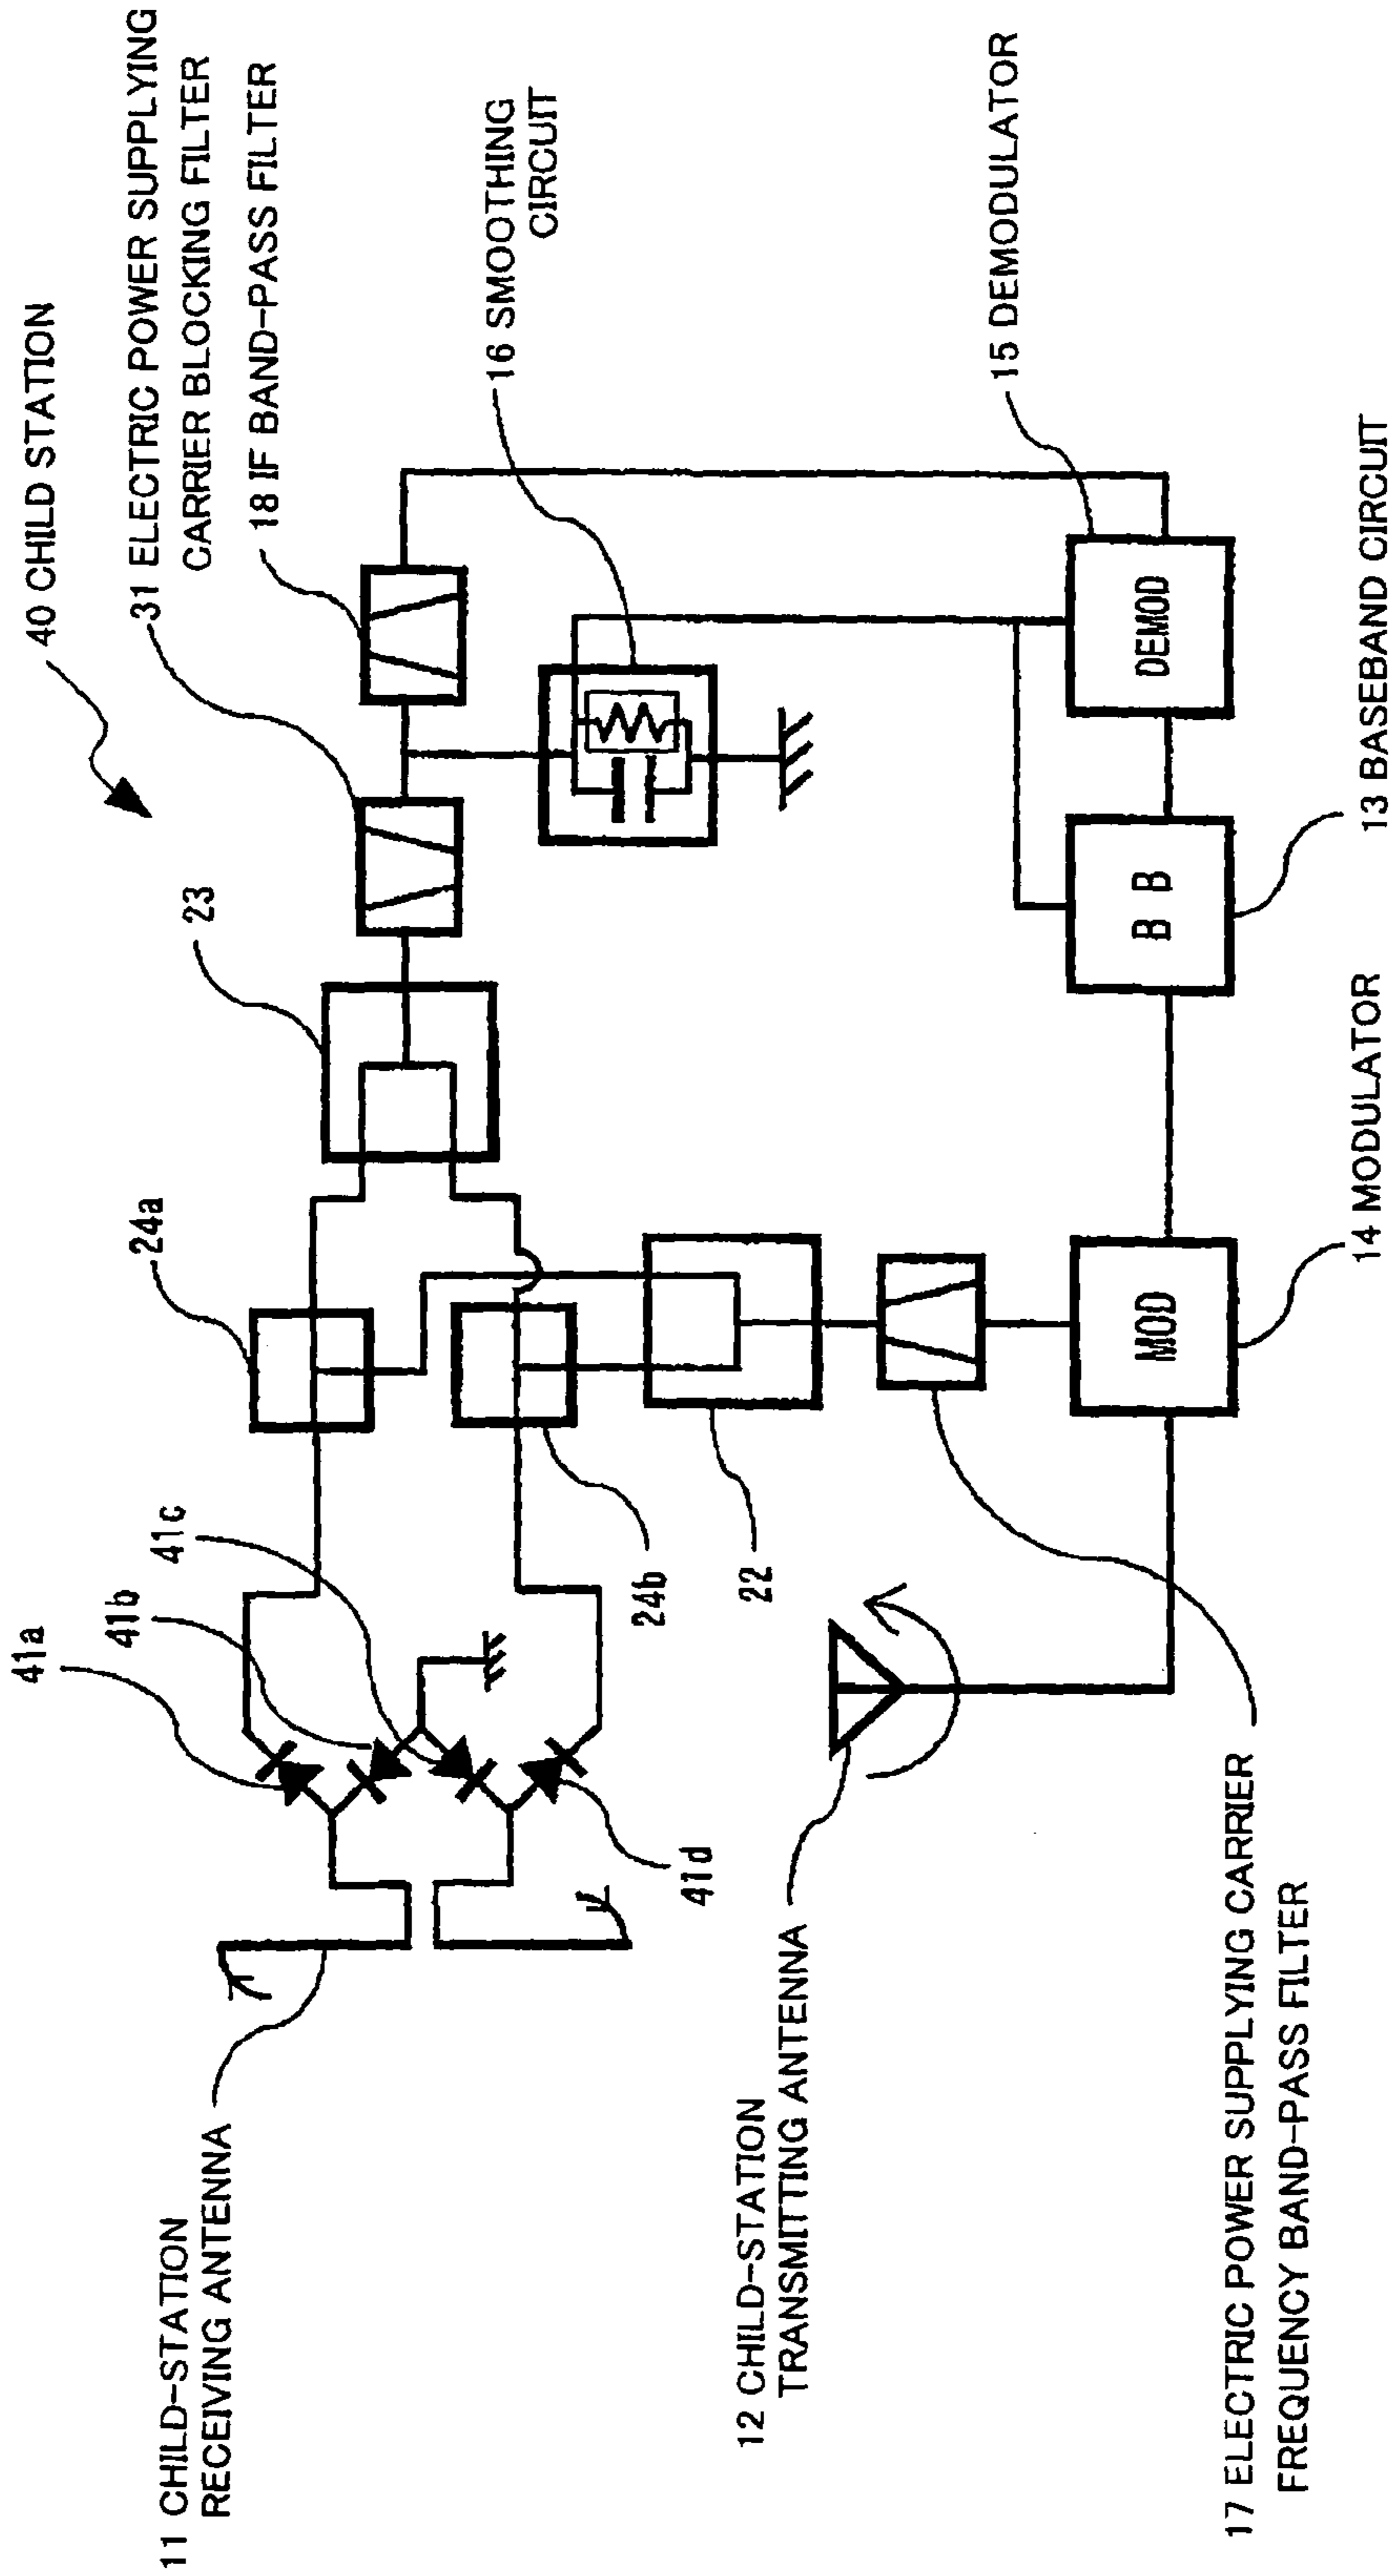 40 CHILD STATION
31 ELECTRIC POWER SUPPLYING
CARRIER BLOCKING FILTER
18 IF BAND-PASS FILTER
16 SMOOTHING
CIRCUIT
15 DEMODULATOR
23
24a
41a
41b
41c
24b
22
41d
DEMOD
B B
MOD
13 BASEBAND CIRCUIT
14 MODULATOR
11 CHILD-STATION
RECEIVING ANTENNA
12 CHILD-STATION
TRANSMITTING ANTENNA
17 ELECTRIC POWER SUPPLYING CARRIER
FREQUENCY BAND-PASS FILTER